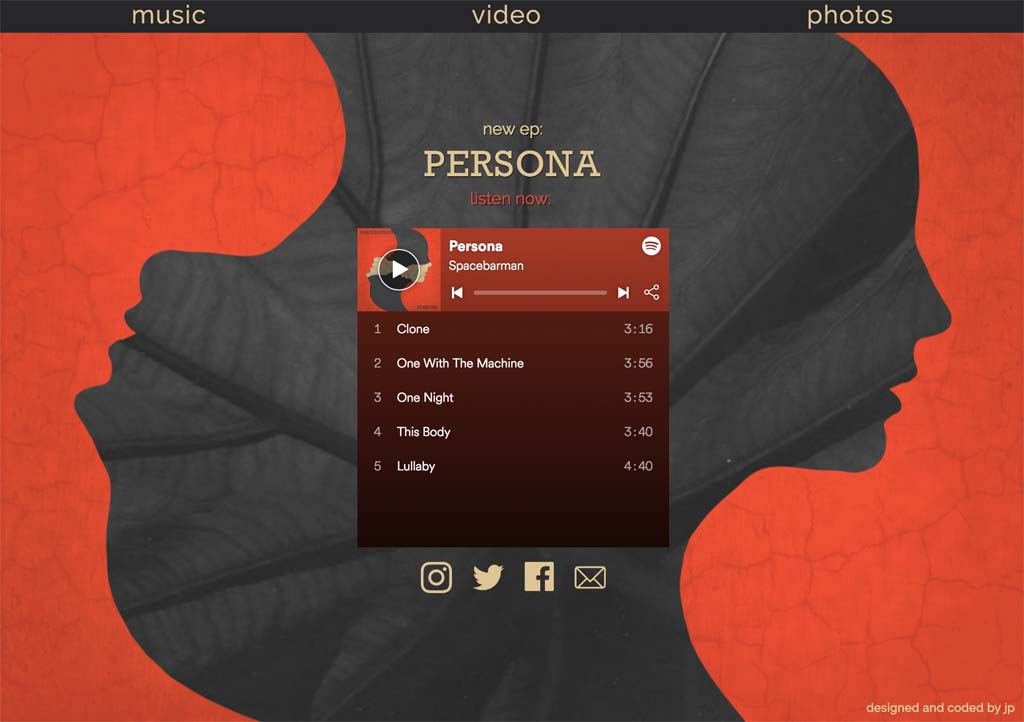 music video photos
new ep:
PERSONA
listen now:
Persona
Spacebarman
1 Clone 3:16
2 One With The Machine 3:56
3 One Night 3:53
4 This Body 3:40
5 Lullaby 4:40
designed and coded by jp